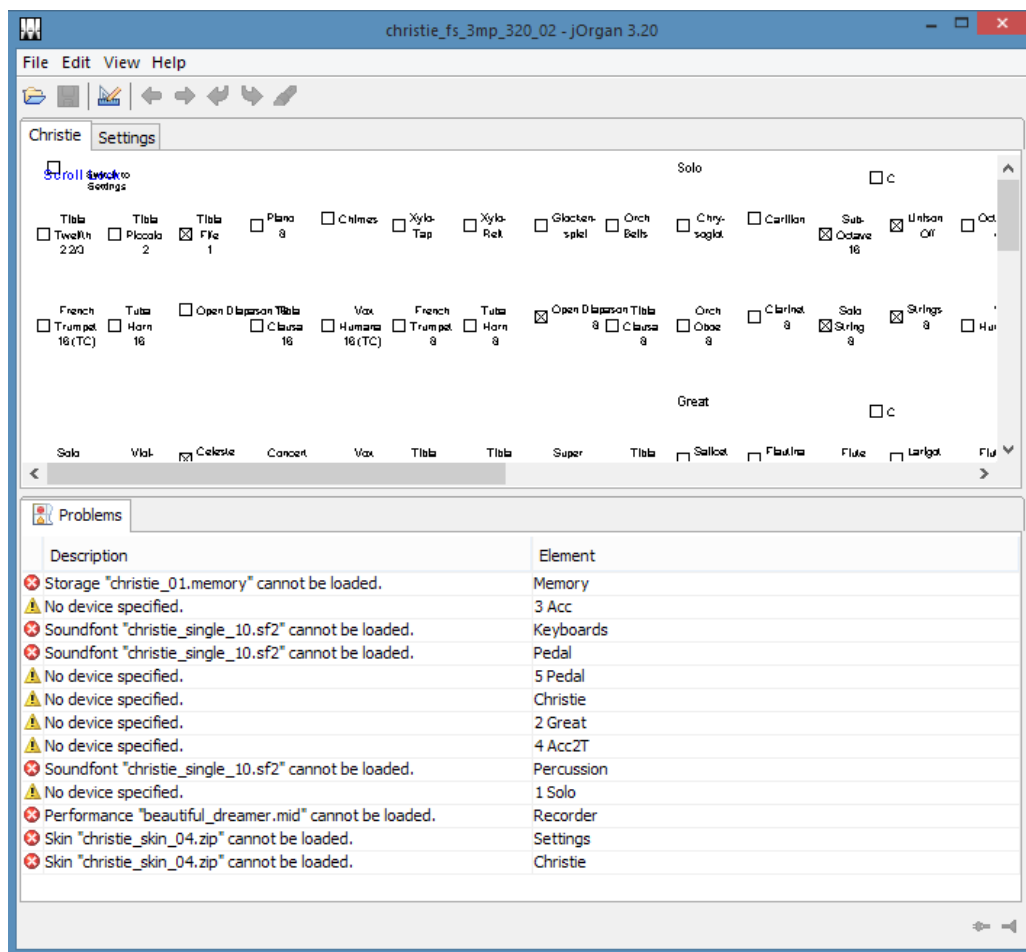 christie_fs_3mp_320_02 - jOrgan 3.20
File Edit View Help
Christie Settings
Scroll Lock
Switch to
Settings
Solo
C
Tibia Twelfth 2 2/3
Tibia Piccolo 2
Tibia Fife 1
Piano 8
Chimes
Xylo- Tap
Xylo- Reit
Glocken- spiel
Orch Bells
Chry- soglot
Carillon
Sub- Octave 16
Unison Off
French Trumpet 16 (TC)
Tuba Horn 16
Open Diapason
Tibia Clausa 16
Vox Humana 16 (TC)
French Trumpet 8
Tuba Horn 8
Open Diapason 8
Tibia Clausa 8
Orch Oboe 8
Clarinet 8
Solo String 8
Strings 8
Great
C
Solo Viol- Celeste Concert Vox Tibia Tibia Super Tibia Salicet Flautina Flute Larigot
Problems
Description Element
Storage "christie_01.memory" cannot be loaded. Memory
No device specified. 3 Acc
Soundfont "christie_single_10.sf2" cannot be loaded. Keyboards
Soundfont "christie_single_10.sf2" cannot be loaded. Pedal
No device specified. 5 Pedal
No device specified. Christie
No device specified. 2 Great
No device specified. 4 Acc2T
Soundfont "christie_single_10.sf2" cannot be loaded. Percussion
No device specified. 1 Solo
Performance "beautiful_dreamer.mid" cannot be loaded. Recorder
Skin "christie_skin_04.zip" cannot be loaded. Settings
Skin "christie_skin_04.zip" cannot be loaded. Christie